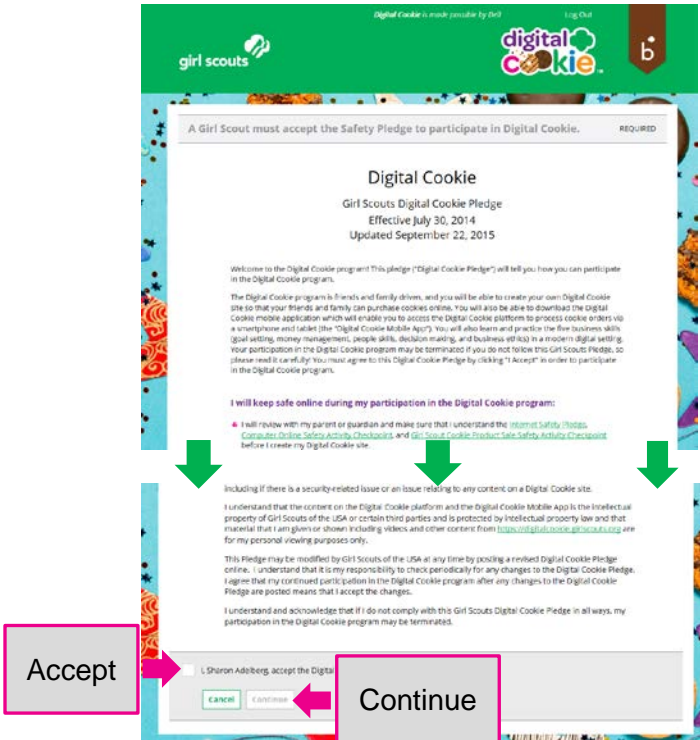 Digital Cookie is made possible by Dell
Log Out
girl scouts
digital
cookie
b
A Girl Scout must accept the Safety Pledge to participate in Digital Cookie.
REQUIRED
Digital Cookie
Girl Scouts Digital Cookie Pledge
Effective July 30, 2014
Updated September 22, 2015
Welcome to the Digital Cookie program! This pledge ("Digital Cookie Pledge") will tell you how you can participate
in the Digital Cookie program.
The Digital Cookie program is friends and family driven, and you will be able to create your own Digital Cookie
site so that your friends and family can purchase cookies online. You will also be able to download the Digital
Cookie mobile application which will enable you to access the Digital Cookie platform to process cookie orders via
a smartphone and tablet (the "Digital Cookie Mobile App"). You will also learn and practice the five business skills
(goal setting, money management, people skills, decision making, and business ethics) in a modern digital setting.
Your participation in the Digital Cookie program may be terminated if you do not follow this Girl Scouts Pledge, so
please read it carefully! You must agree to this Digital Cookie Pledge by clicking "I Accept" in order to participate
in the Digital Cookie program.
I will keep safe online during my participation in the Digital Cookie program:
I will review with my parent or guardian and make sure that I understand the Internet Safety Pledge,
Computer Online Safety Activity Checkpoint, and Girl Scout Cookie Product Sale Safety Activity Checkpoint
before I create my Digital Cookie site.
including if there is a security-related issue or an issue relating to any content on a Digital Cookie site.
I understand that the content on the Digital Cookie platform and the Digital Cookie Mobile App is the intellectual
property of Girl Scouts of the USA or certain third parties and is protected by intellectual property law and that
material that I am given or shown including videos and other content from https://digitalcookie.girlscouts.org are
for my personal viewing purposes only.
This Pledge may be modified by Girl Scouts of the USA at any time by posting a revised Digital Cookie Pledge
online. I understand that it is my responsibility to check periodically for any changes to the Digital Cookie Pledge.
I agree that my continued participation in the Digital Cookie program after any changes to the Digital Cookie
Pledge are posted means that I accept the changes.
I understand and acknowledge that if I do not comply with this Girl Scouts Digital Cookie Pledge in all ways, my
participation in the Digital Cookie program may be terminated.
Accept
I, Sharon Adelberg, accept the Digital
Cancel
Continue
Continue